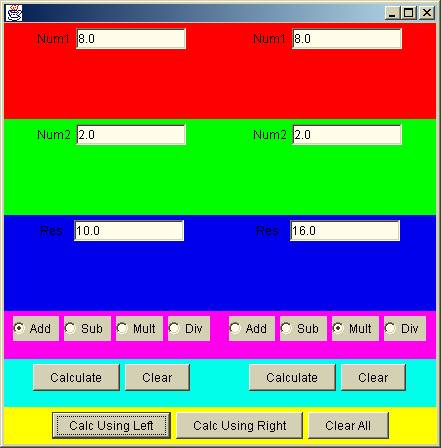 Num1 8.0 Num1 8.0
Num2 2.0 Num2 2.0
Res 10.0 Res 16.0
Add Sub Mult Div Add Sub Mult Div
Calculate Clear Calculate Clear
Calc Using Left Calc Using Right Clear All